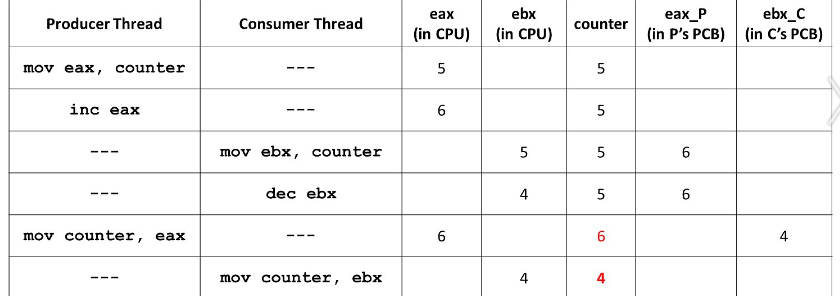 Producer Thread Consumer Thread eax (in CPU) ebx (in CPU) counter eax_P (in P's PCB) ebx_C (in C's PCB)
mov eax, counter --- 5 5
inc eax --- 6 5
--- mov ebx, counter 5 5 6
--- dec ebx 4 5 6
mov counter, eax --- 6 6 4
--- mov counter, ebx 4 4